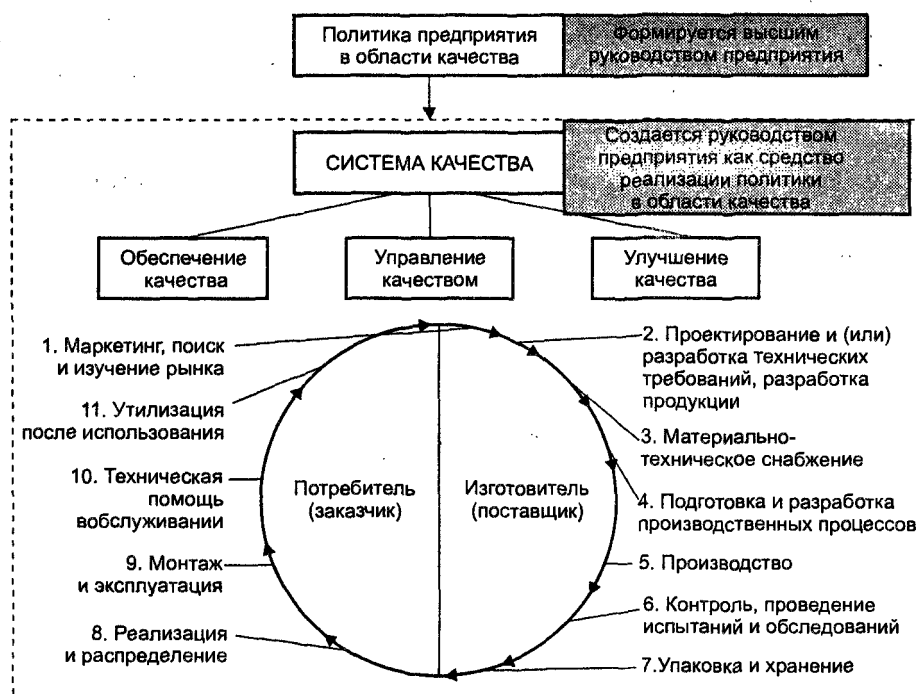 Политика предприятия
в области качества
Формируется высшим
руководством предприятия
СИСТЕМА КАЧЕСТВА
Создается руководством
предприятия как средство
реализации политики
в области качества
Обеспечение
качества
Управление
качеством
Улучшение
качества
1. Маркетинг, поиск
и изучение рынка
2. Проектирование и (или)
разработка технических
требований, разработка
продукции
11. Утилизация
после использования
3. Материально-
техническое снабжение
10. Техническая
помощь
вобслуживании
Потребитель
(заказчик)
Изготовитель
(поставщик)
4. Подготовка и разработка
производственных процессов
9. Монтаж
и эксплуатация
5. Производство
6. Контроль, проведение
испытаний и обследований
8. Реализация
и распределение
7.Упаковка и хранение